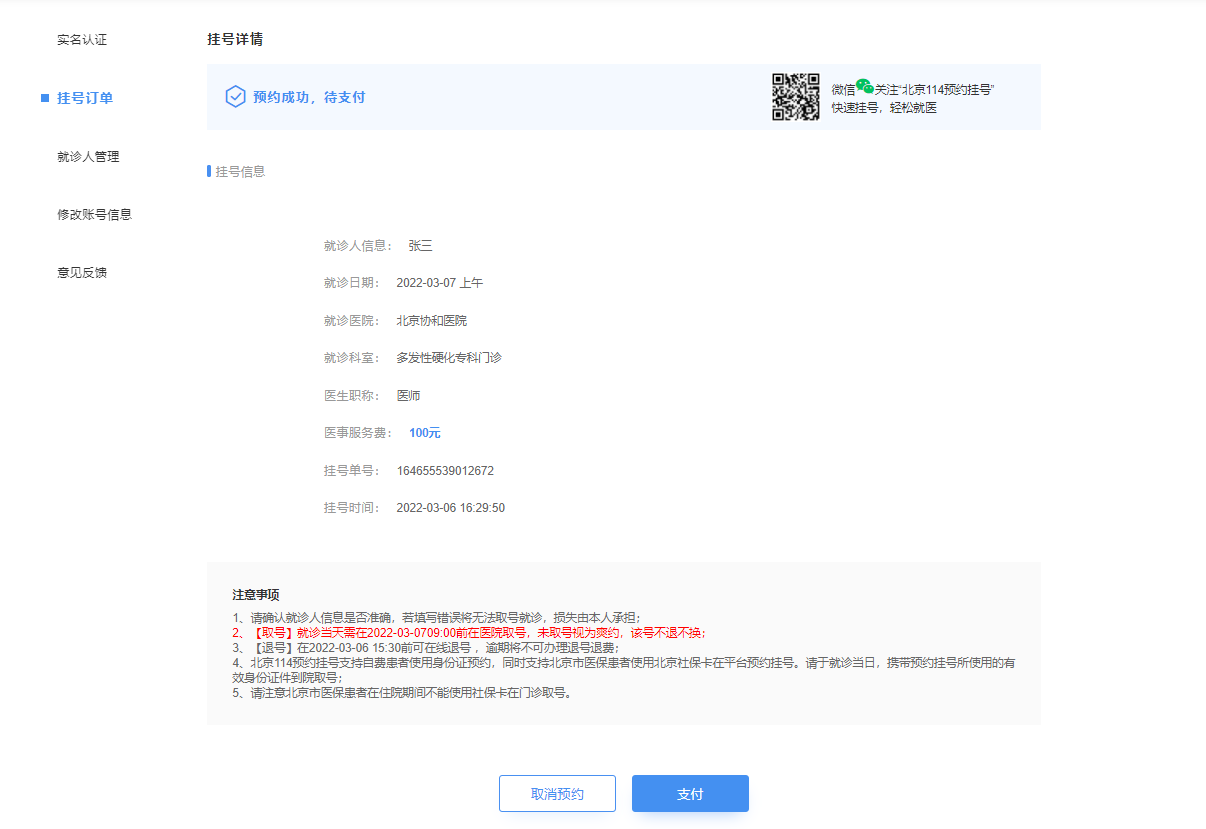 实名认证
挂号订单
就诊人管理
修改账号信息
意见反馈
挂号详情
预约成功，待支付
微信关注“北京114预约挂号”
快速挂号，轻松就医
挂号信息
就诊人信息： 张三
就诊日期： 2022-03-07 上午
就诊医院： 北京协和医院
就诊科室： 多发性硬化专科门诊
医生职称： 医师
医事服务费： 100元
挂号单号： 164655539012672
挂号时间： 2022-03-06 16:29:50
注意事项
1、请确认就诊人信息是否准确，若填写错误将无法取号就诊，损失由本人承担；
2、【取号】就诊当天需在2022-03-0709:00前在医院取号，未取号视为爽约，该号不退不换；
3、【退号】在2022-03-06 15:30前可在线退号 ，逾期将不可办理退号退费；
4、北京114预约挂号支持自费患者使用身份证预约，同时支持北京市医保患者使用北京社保卡在平台预约挂号。请于就诊当日，携带预约挂号所使用的有
效身份证件到院取号；
5、请注意北京市医保患者在住院期间不能使用社保卡在门诊取号。
取消预约
支付